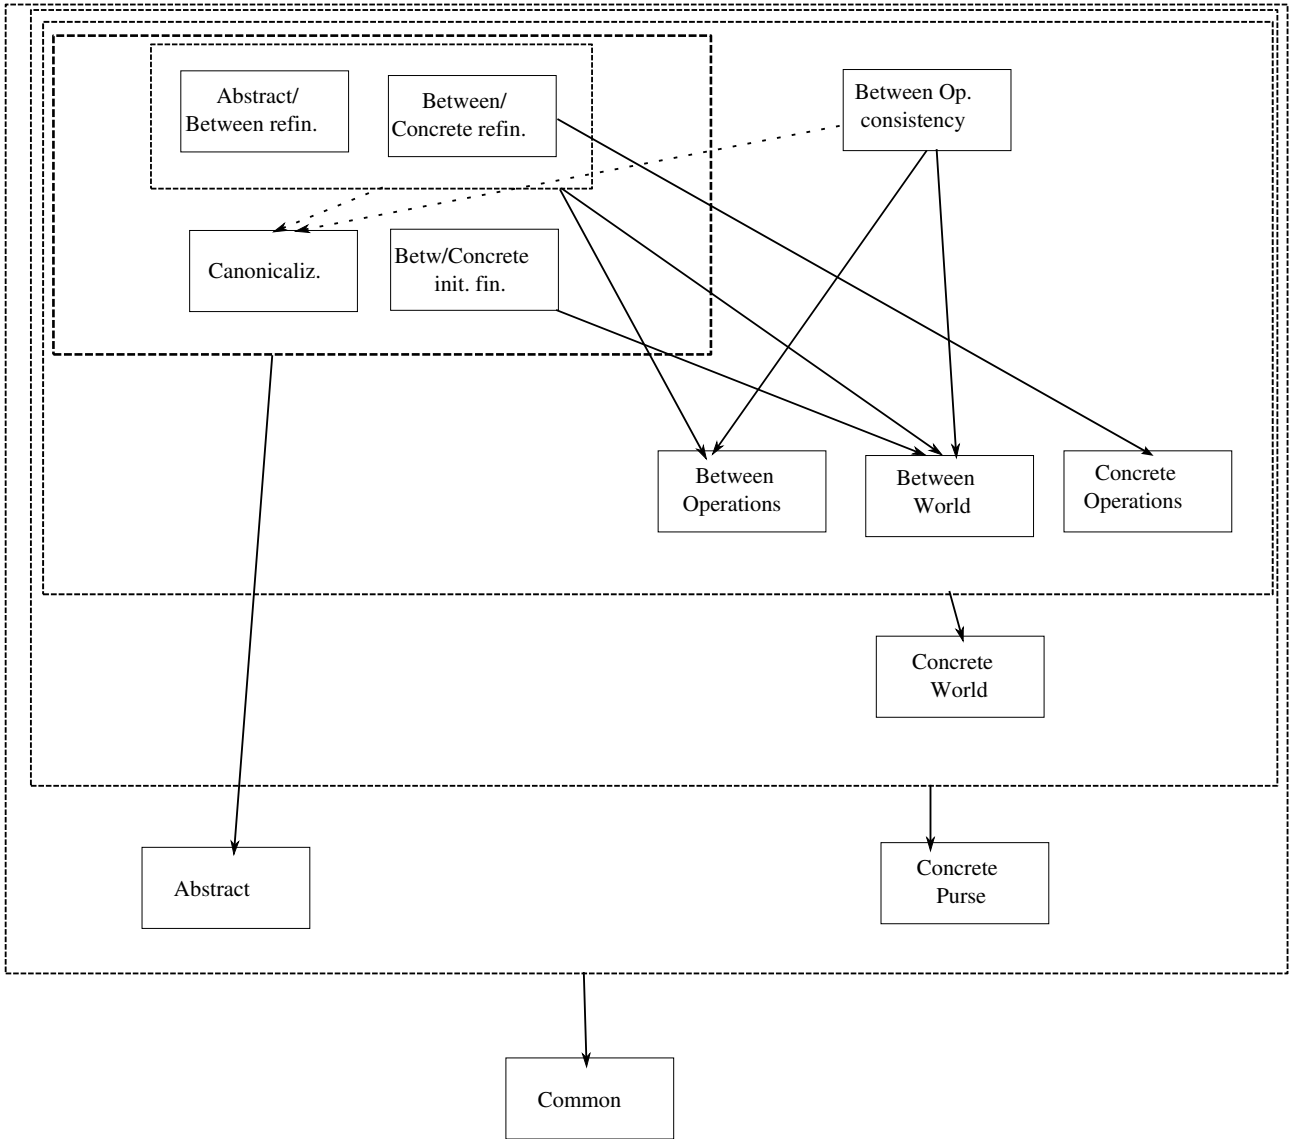 Abstract/
Between refin.
Between/
Concrete refin.
Between Op.
consistency
Canonicaliz.
Betw/Concrete
init. fin.
Between
Operations
Between
World
Concrete
Operations
Concrete
World
Abstract
Concrete
Purse
Common